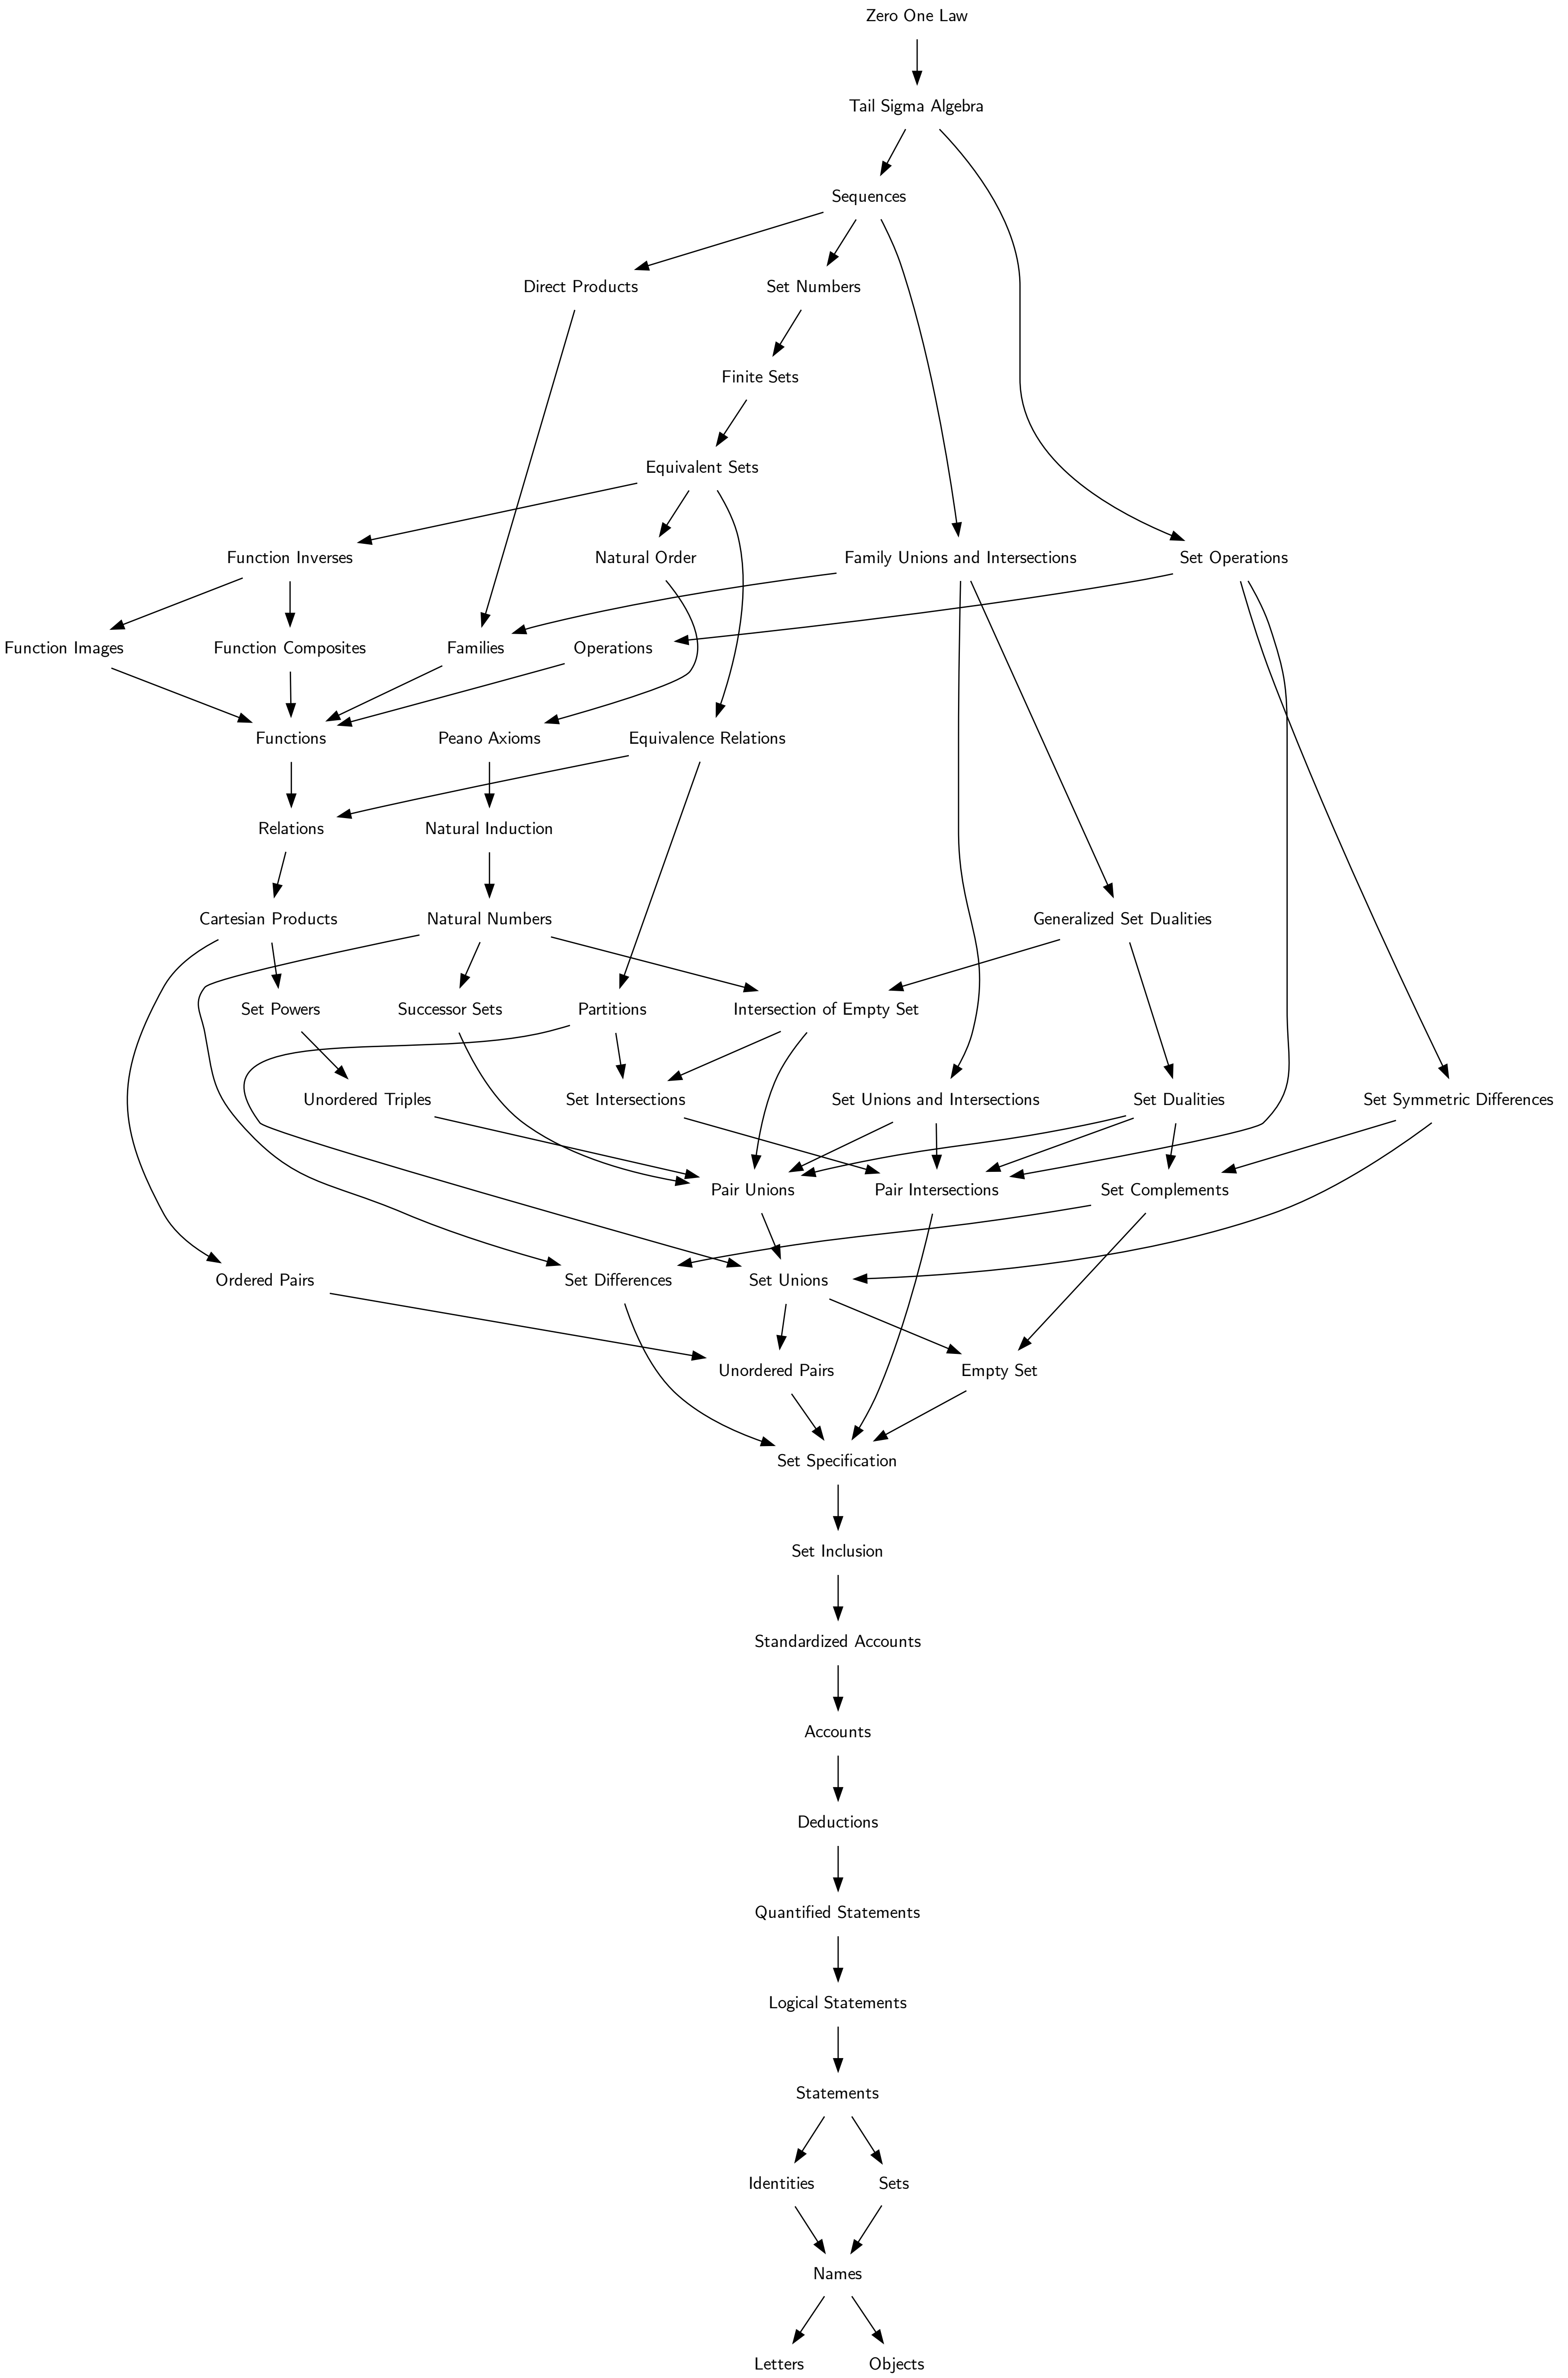 Zero One Law
Tail Sigma Algebra
Sequences
Direct Products
Set Numbers
Finite Sets
Equivalent Sets
Function Inverses
Natural Order
Family Unions and Intersections
Set Operations
Function Images
Function Composites
Families
Operations
Functions
Peano Axioms
Equivalence Relations
Relations
Natural Induction
Cartesian Products
Natural Numbers
Generalized Set Dualities
Set Powers
Successor Sets
Partitions
Intersection of Empty Set
Unordered Triples
Set Intersections
Set Unions and Intersections
Set Dualities
Set Symmetric Differences
Pair Unions
Pair Intersections
Set Complements
Ordered Pairs
Set Differences
Set Unions
Unordered Pairs
Empty Set
Set Specification
Set Inclusion
Standardized Accounts
Accounts
Deductions
Quantified Statements
Logical Statements
Statements
Identities
Sets
Names
Letters
Objects